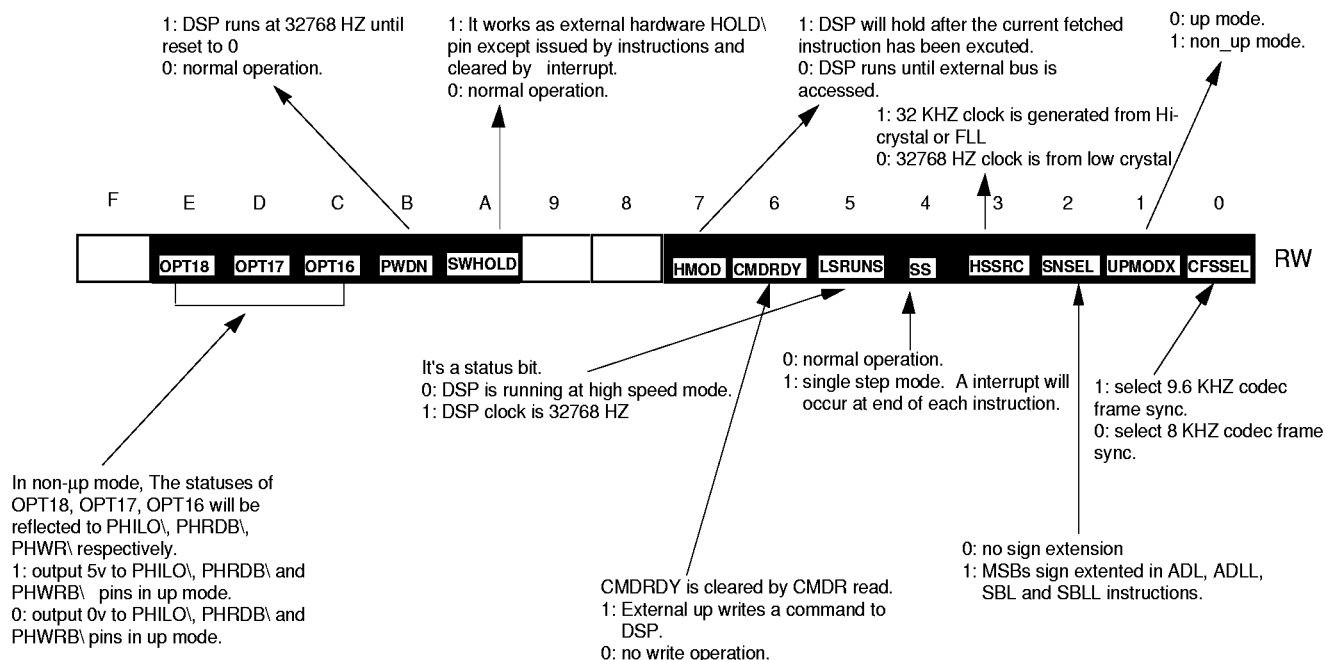 1: DSP runs at 32768 HZ until
reset to 0
0: normal operation.
1: It works as external hardware HOLD\
pin except issued by instructions and
cleared by interrupt.
0: normal operation.
1: DSP will hold after the current fetched
instruction has been excuted.
0: DSP runs until external bus is
accessed.
0: up mode.
1: non_up mode.
1: 32 KHZ clock is generated from Hi-
crystal or FLL
0: 32768 HZ clock is from low crystal
F E D C B A 9 8 7 6 5 4 3 2 1 0
OPT18 OPT17 OPT16 PWDN SWHOLD HMOD CMDRDY LSRUNS SS HSSRC SNSEL UPMODX CFSSEL RW
It's a status bit.
0: DSP is running at high speed mode.
1: DSP clock is 32768 HZ
0: normal operation.
1: single step mode. A interrupt will
occur at end of each instruction.
1: select 9.6 KHZ codec
frame sync.
0: select 8 KHZ codec frame
sync.
In non-μp mode, The statuses of
OPT18, OPT17, OPT16 will be
reflected to PHILO\, PHRDB\,
PHWR\ respectively.
1: output 5v to PHILO\, PHRDB\ and
PHWRB\ pins in up mode.
0: output 0v to PHILO\, PHRDB\ and
PHWRB\ pins in up mode.
CMDRDY is cleared by CMDR read.
1: External up writes a command to
DSP.
0: no write operation.
0: no sign extension
1: MSBs sign extented in ADL, ADLL,
SBL and SBLL instructions.